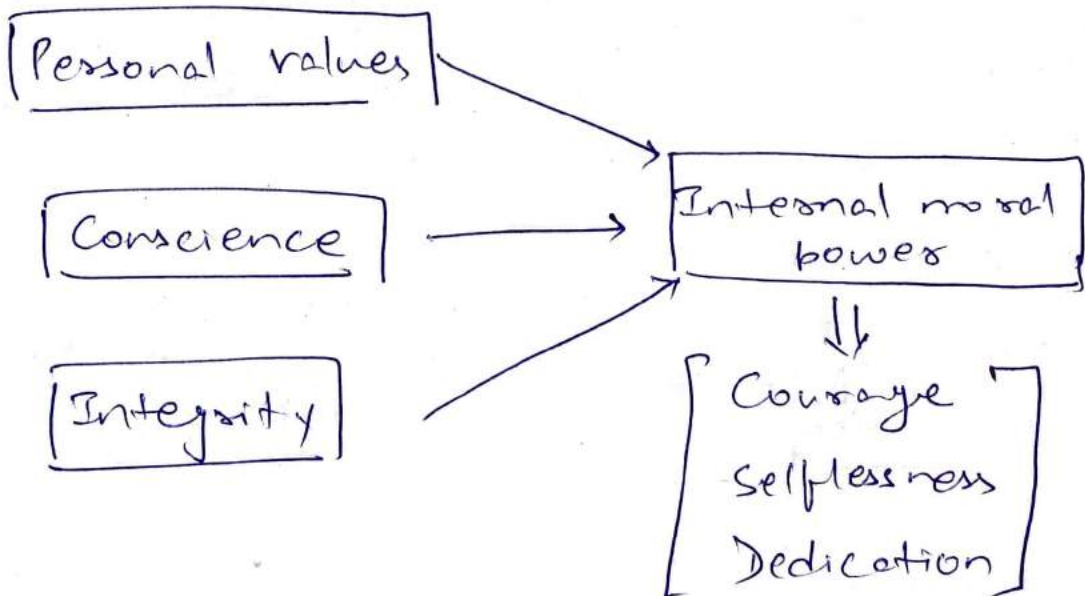 Personal values
Conscience
Integrity
Internal moral
power
Courage
Selflessness
Dedication